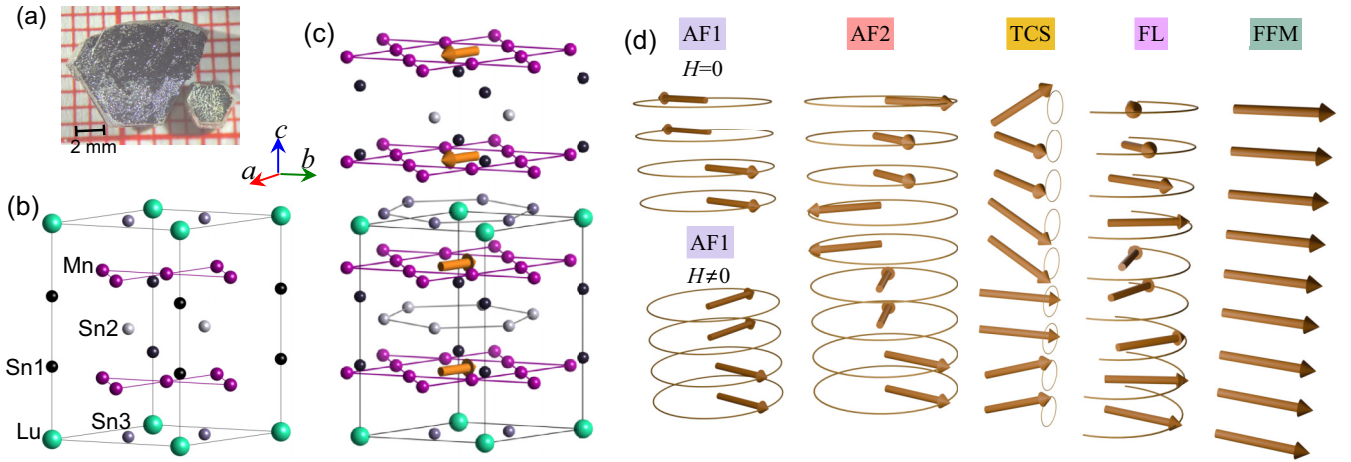 (a)
2 mm
(b)
Mn
Sn2
Sn1
Sn3
Lu
c
a
b
(c)
(d)
AF1
H=0
AF1
H≠0
AF2
TCS
FL
FFM